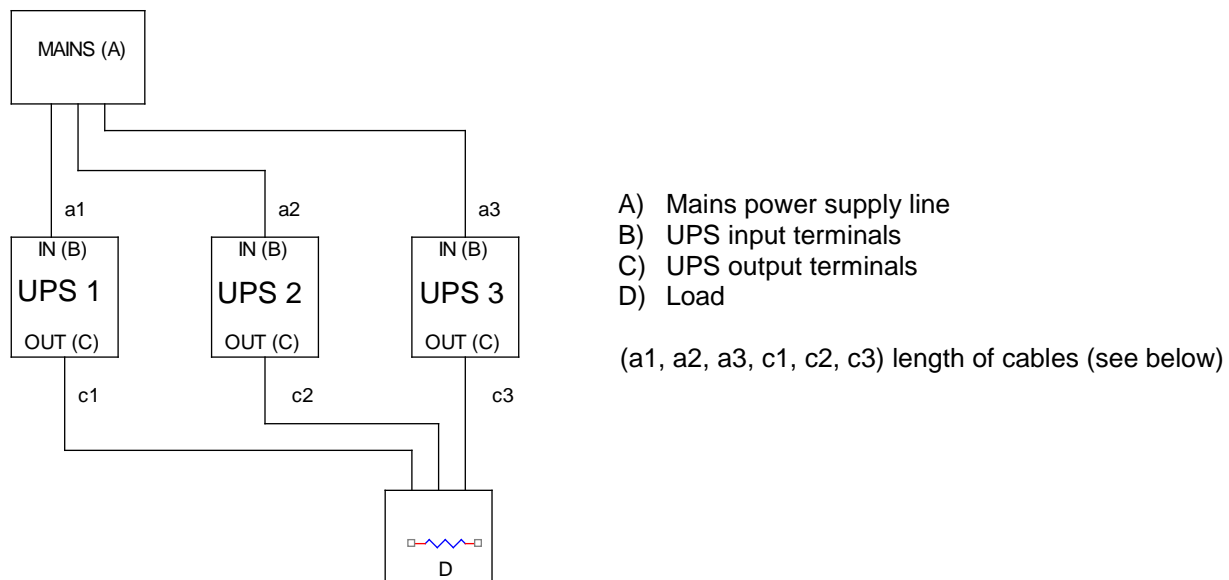 MAINS (A)
a1
a2
a3
IN (B)
IN (B)
IN (B)
UPS 1
UPS 2
UPS 3
OUT (C)
OUT (C)
OUT (C)
c1
c2
c3
D
A) Mains power supply line
B) UPS input terminals
C) UPS output terminals
D) Load
(a1, a2, a3, c1, c2, c3) length of cables (see below)